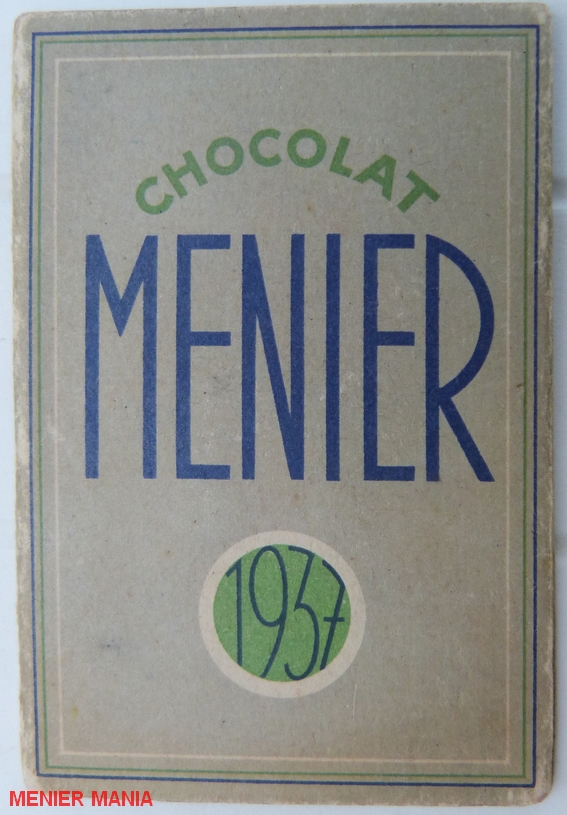 CHOCOLAT
MENIER
1937
MENIER MANIA